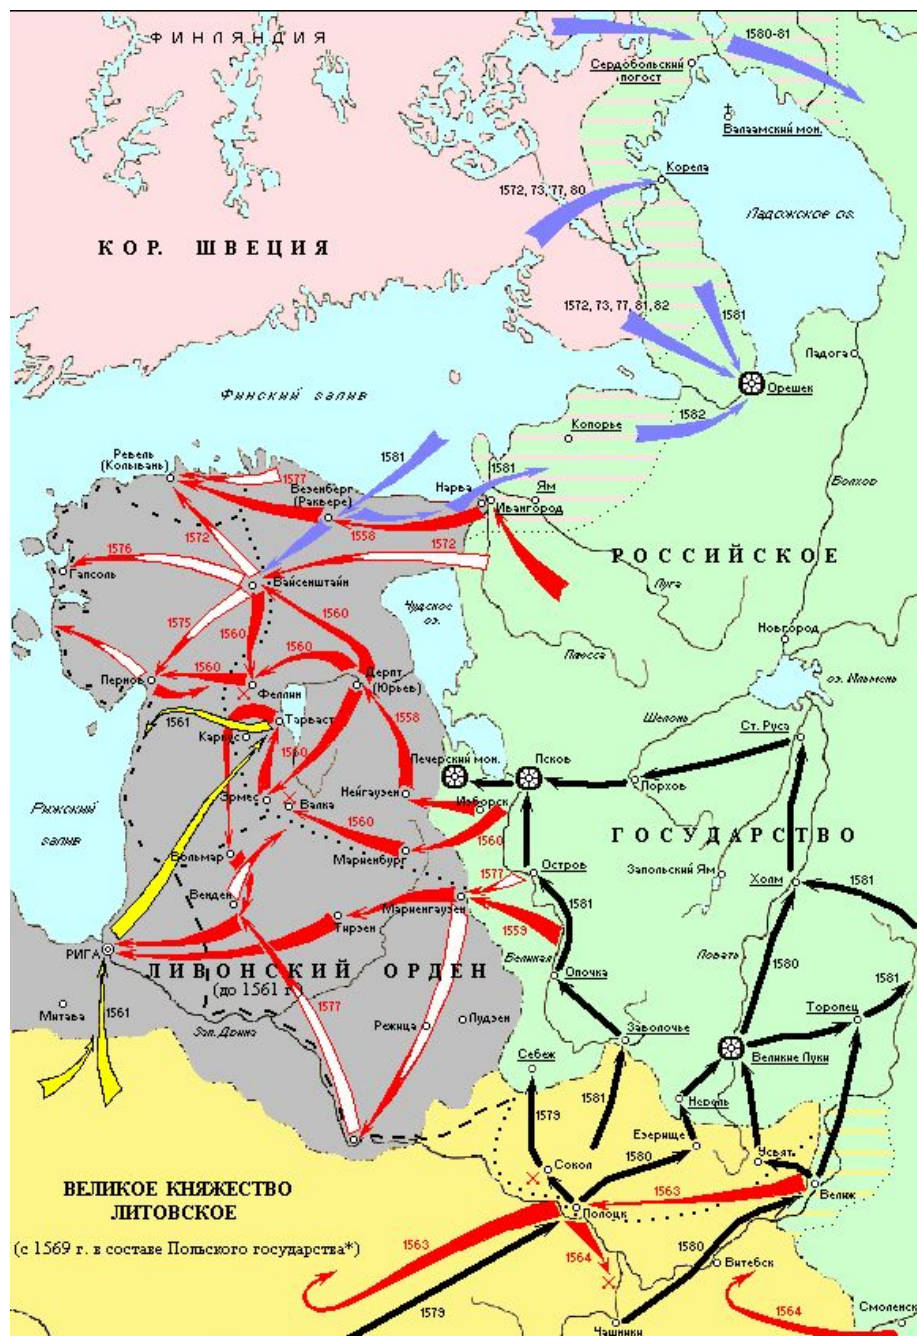 ФИНЛЯНДИЯ
1580-81
Сердобольский
погост
Валаамский мон.
Корела
1572, 73, 77, 80
Ладожское оз.
КОР. ШВЕЦИЯ
1572, 73, 77, 81, 82
1581
Ладога
Орешек
Финский залив
1582
Копорье
1581
Ревель
(Колывань)
1577
Везенберг
(Раквере)
1581
Нарва
Ям
Ивангород
Волхов
1572
1558
1572
1576
РОССИЙСКОЕ
Гапсоль
Вайсенштайн
Луга
Чудское
оз.
1575
1560
1560
Новгород
Плюсса
1560
1560
Пернов
Дерпт
(Юрьев)
оз. Ильмень
Феллин
Шелонь
1561
Тарваст
1558
Ст. Руса
Каркус
1560
Печерский мон.
Псков
Порхов
Эрмес
Валка
Нейгаузен
Изборск
Рижский
залив
1560
1560
ГОСУДАРСТВО
Вольмар
Мариенбург
Остров
Запольский Ям
Холм
1577
1581
Венден
Мариенгаузен
1581
Тирзен
1559
РИГА
Великая
Ловать
ЛИВОНСКИЙ ОРДЕН
(до 1561 г.)
Опочка
1580
1581
1577
Митава
1561
Зап. Двина
Режица
Лудзен
Заволочье
Торопец
Себеж
Великие Луки
1579
1581
Невель
Езерище
Усвят.
1580
Сокол
ВЕЛИКОЕ КНЯЖЕСТВО
ЛИТОВСКОЕ
1563
Велиж
Полоцк
(с 1569 г. в составе Польского государства*)
1563
1564
1580
Витебск
1579
1564
Смоленск
Чашники